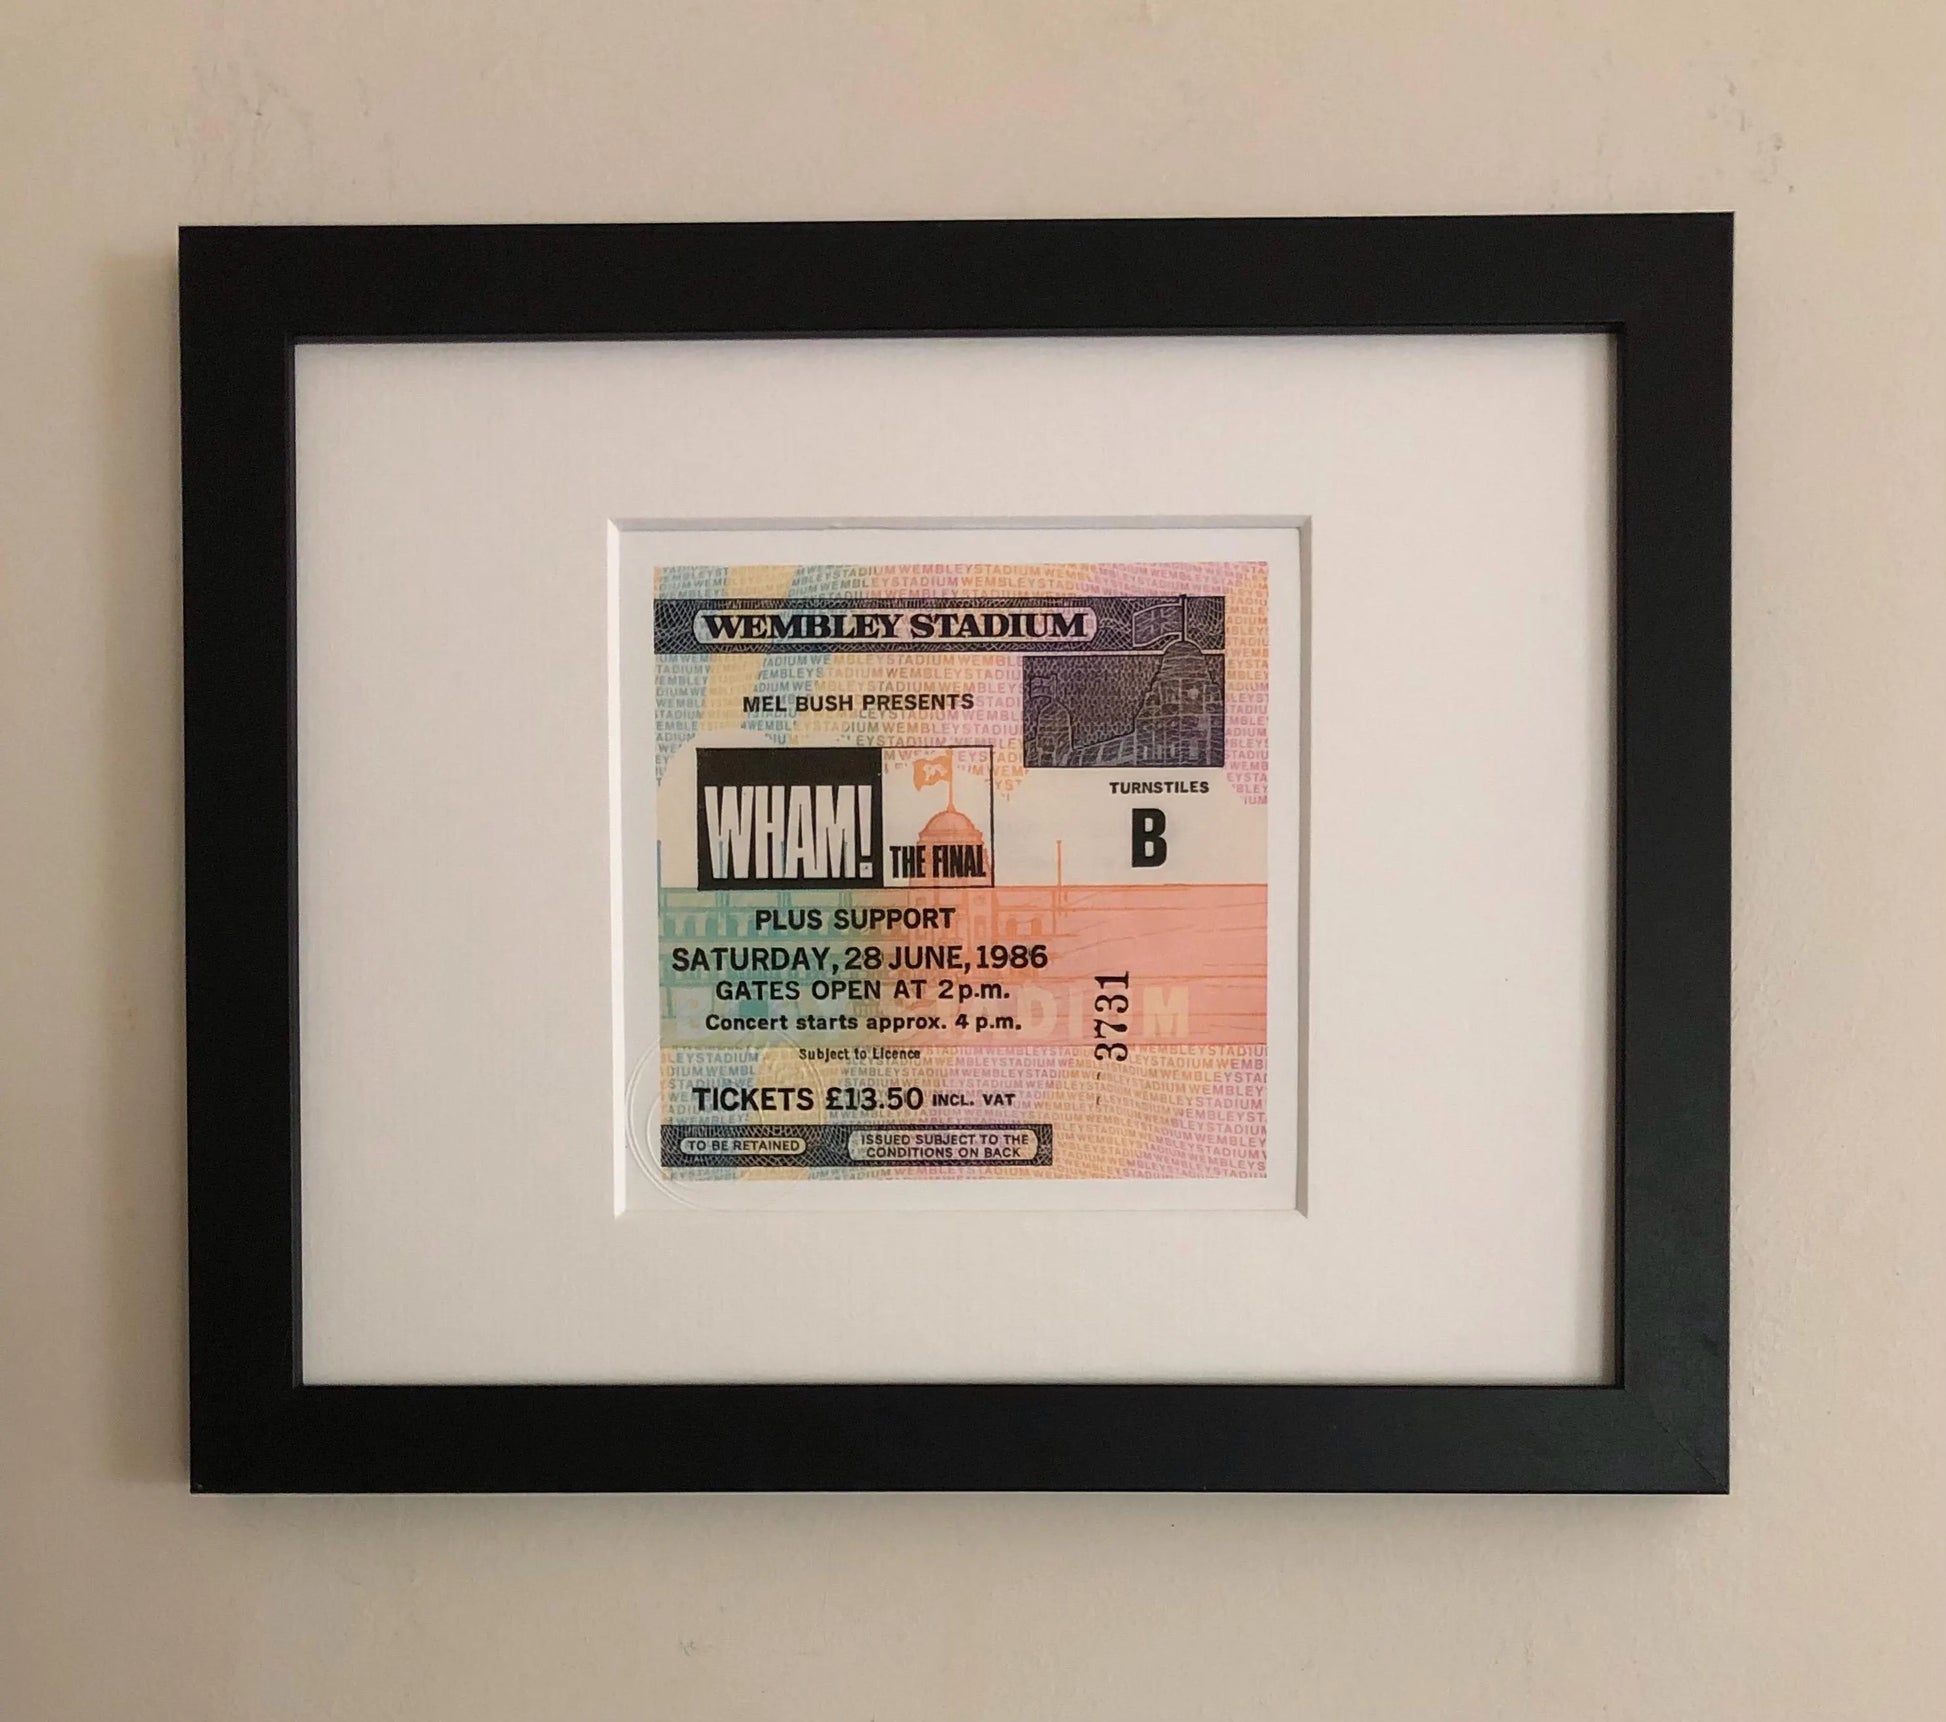 WEMBLEY STADIUM
MEL BUSH PRESENTS
WHAM! THE FINAL
TURNSTILES
B
PLUS SUPPORT
SATURDAY, 28 JUNE, 1986
GATES OPEN AT 2 p.m.
Concert starts approx. 4 p.m.
Subject to Licence
TICKETS £13.50 INCL. VAT
3731
TO BE RETAINED
ISSUED SUBJECT TO THE
CONDITIONS ON BACK